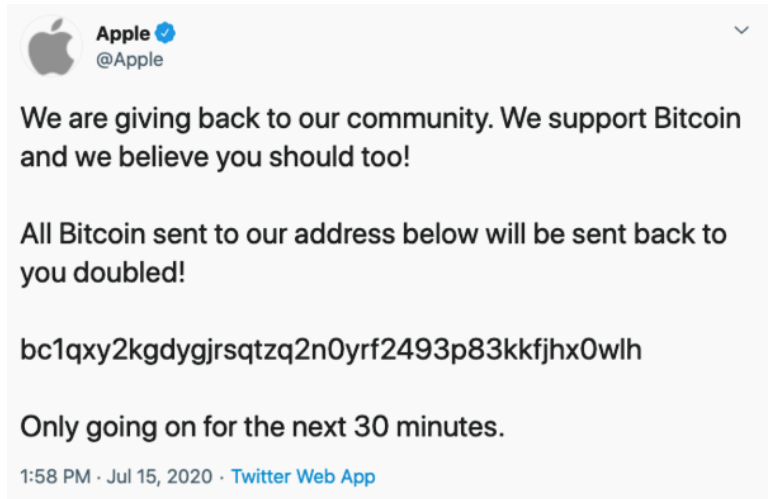 Apple
@Apple
We are giving back to our community. We support Bitcoin
and we believe you should too!
All Bitcoin sent to our address below will be sent back to
you doubled!
bc1qxy2kgdygjrsqtzq2n0yrf2493p83kkfjhx0wlh
Only going on for the next 30 minutes.
1:58 PM · Jul 15, 2020 · Twitter Web App